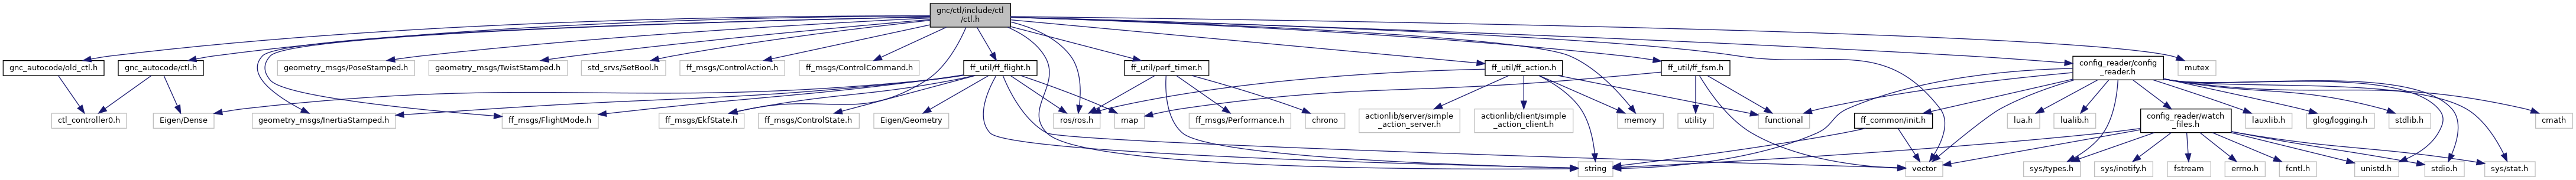 gnc/ctl/include/ctl
/ctl.h
gnc_autocode/old_ctl.h
gnc_autocode/ctl.h
geometry_msgs/PoseStamped.h
geometry_msgs/TwistStamped.h
std_srvs/SetBool.h
ff_msgs/ControlAction.h
ff_msgs/ControlCommand.h
ff_util/ff_flight.h
ff_util/perf_timer.h
ff_util/ff_action.h
ff_util/ff_fsm.h
config_reader/config
_reader.h
mutex
ctl_controller0.h
Eigen/Dense
geometry_msgs/InertiaStamped.h
ff_msgs/FlightMode.h
ff_msgs/EkfState.h
ff_msgs/ControlState.h
Eigen/Geometry
ros/ros.h
map
ff_msgs/Performance.h
chrono
actionlib/server/simple
_action_server.h
actionlib/client/simple
_action_client.h
memory
utility
functional
ff_common/init.h
lua.h
lualib.h
config_reader/watch
_files.h
lauxlib.h
glog/logging.h
stdlib.h
cmath
string
vector
sys/types.h
sys/inotify.h
fstream
errno.h
fcntl.h
unistd.h
stdio.h
sys/stat.h